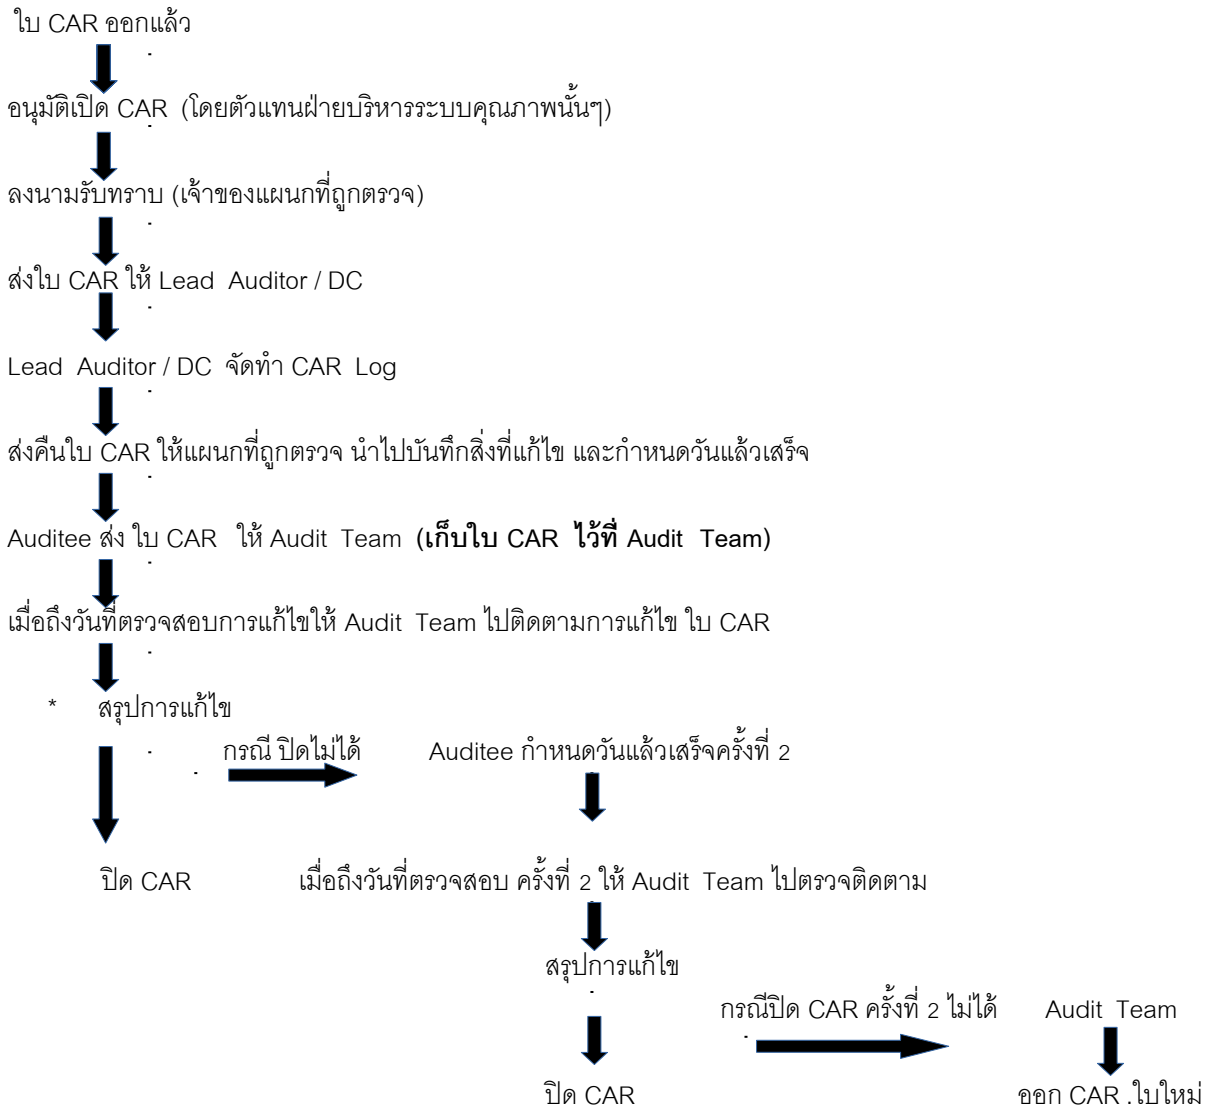 ใบ CAR ออกแล้ว
อนุมัติเปิด CAR (โดยตัวแทนฝ่ายบริหารระบบคุณภาพนั้นๆ)
ลงนามรับทราบ (เจ้าของแผนกที่ถูกตรวจ)
ส่งใบ CAR ให้ Lead Auditor / DC
Lead Auditor / DC จัดทำ CAR Log
ส่งคืนใบ CAR ให้แผนกที่ถูกตรวจ นำไปบันทึกสิ่งที่แก้ไข และกำหนดวันแล้วเสร็จ
Auditee ส่ง ใบ CAR ให้ Audit Team (เก็บใบ CAR ไว้ที่ Audit Team)
เมื่อถึงวันที่ตรวจสอบการแก้ไขให้ Audit Team ไปติดตามการแก้ไข ใบ CAR
* สรุปการแก้ไข
กรณี ปิดไม่ได้ Auditee กำหนดวันแล้วเสร็จครั้งที่ 2
ปิด CAR เมื่อถึงวันที่ตรวจสอบ ครั้งที่ 2 ให้ Audit Team ไปตรวจติดตาม
สรุปการแก้ไข
กรณีปิด CAR ครั้งที่ 2 ไม่ได้ Audit Team
ปิด CAR ออก CAR .ใบใหม่